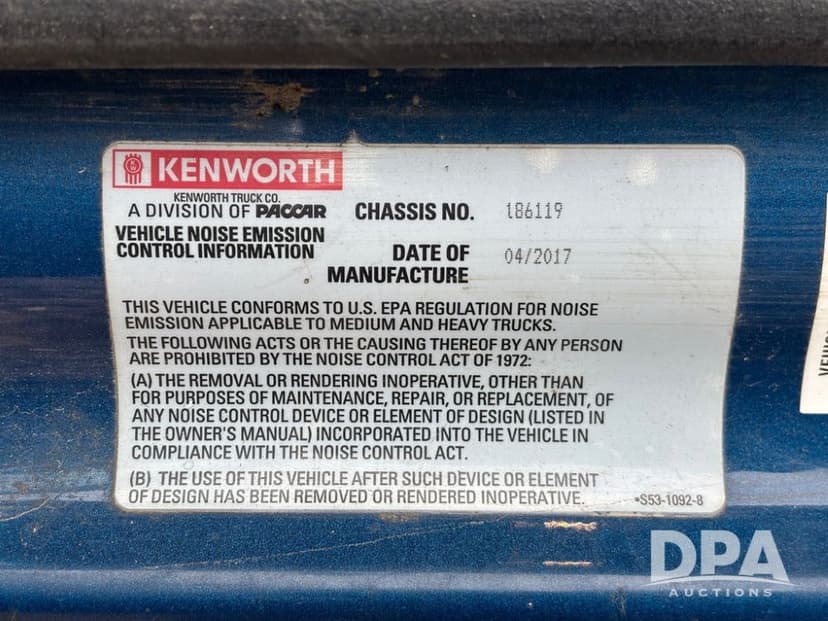 KENWORTH
KENWORTH TRUCK CO.
A DIVISION OF PACCAR
CHASSIS NO. 186119
VEHICLE NOISE EMISSION
CONTROL INFORMATION
DATE OF
MANUFACTURE
04/2017
THIS VEHICLE CONFORMS TO U.S. EPA REGULATION FOR NOISE
EMISSION APPLICABLE TO MEDIUM AND HEAVY TRUCKS.
THE FOLLOWING ACTS OR THE CAUSING THEREOF BY ANY PERSON
ARE PROHIBITED BY THE NOISE CONTROL ACT OF 1972:
(A) THE REMOVAL OR RENDERING INOPERATIVE, OTHER THAN
FOR PURPOSES OF MAINTENANCE, REPAIR, OR REPLACEMENT, OF
ANY NOISE CONTROL DEVICE OR ELEMENT OF DESIGN (LISTED IN
THE OWNER'S MANUAL) INCORPORATED INTO THE VEHICLE IN
COMPLIANCE WITH THE NOISE CONTROL ACT.
(B) THE USE OF THIS VEHICLE AFTER SUCH DEVICE OR ELEMENT
OF DESIGN HAS BEEN REMOVED OR RENDERED INOPERATIVE.
•S53-1092-8
DPA
AUCTIONS